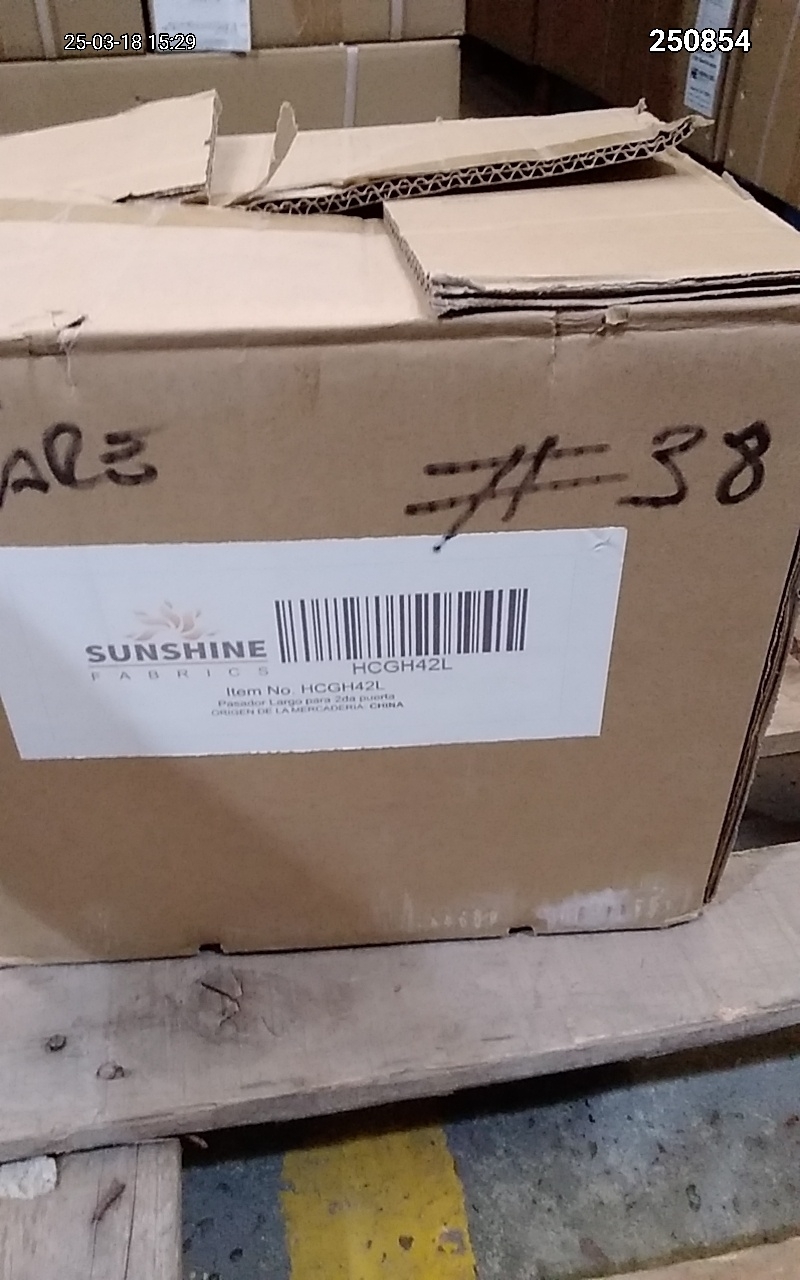 25-03-18 15:29
250854
# 38
SUNSHINE
FABRICS
HCGH42L
Item No. HCGH42L
Pasador Largo para 2da puerta
ORIGEN DE LA MERCADERIA: CHINA